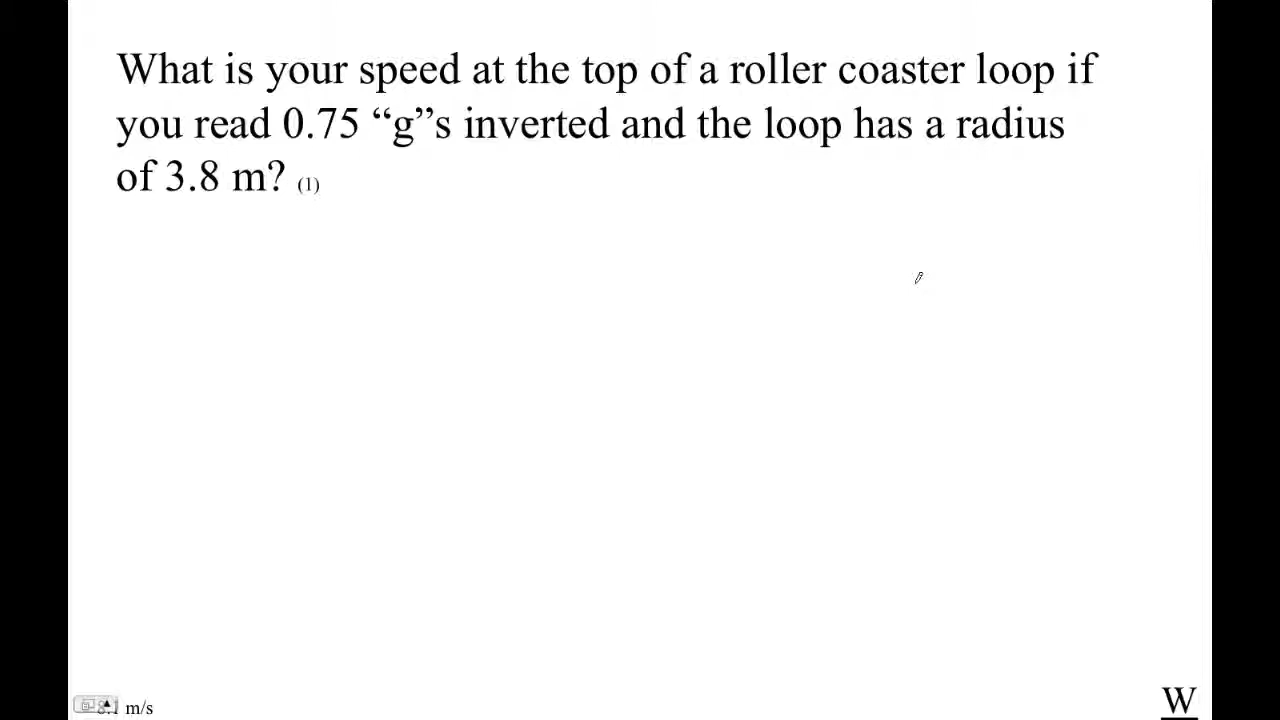 What is your speed at the top of a roller coaster loop if
you read 0.75 “g”s inverted and the loop has a radius
of 3.8 m? (1)
m/s
W